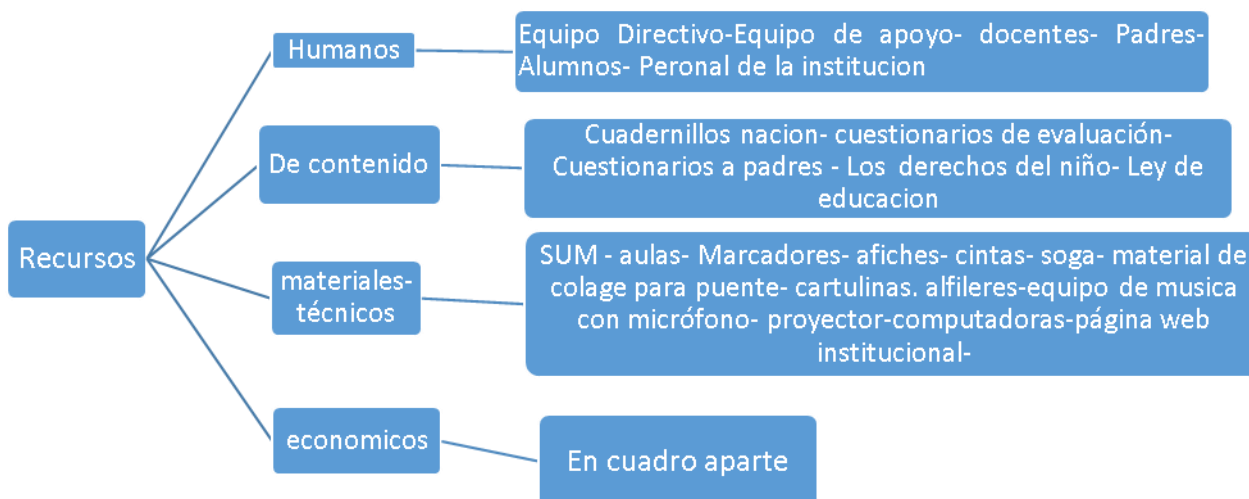 Recursos
Humanos
Equipo Directivo-Equipo de apoyo- docentes- Padres-
Alumnos- Peronal de la institucion
De contenido
Cuadernillos nacion- cuestionarios de evaluación-
Cuestionarios a padres - Los derechos del niño- Ley de
educacion
materiales-
técnicos
SUM - aulas- Marcadores- afiches- cintas- soga- material de
colage para puente- cartulinas. alfileres-equipo de musica
con micrófono- proyector-computadoras-página web
institucional-
economicos
En cuadro aparte